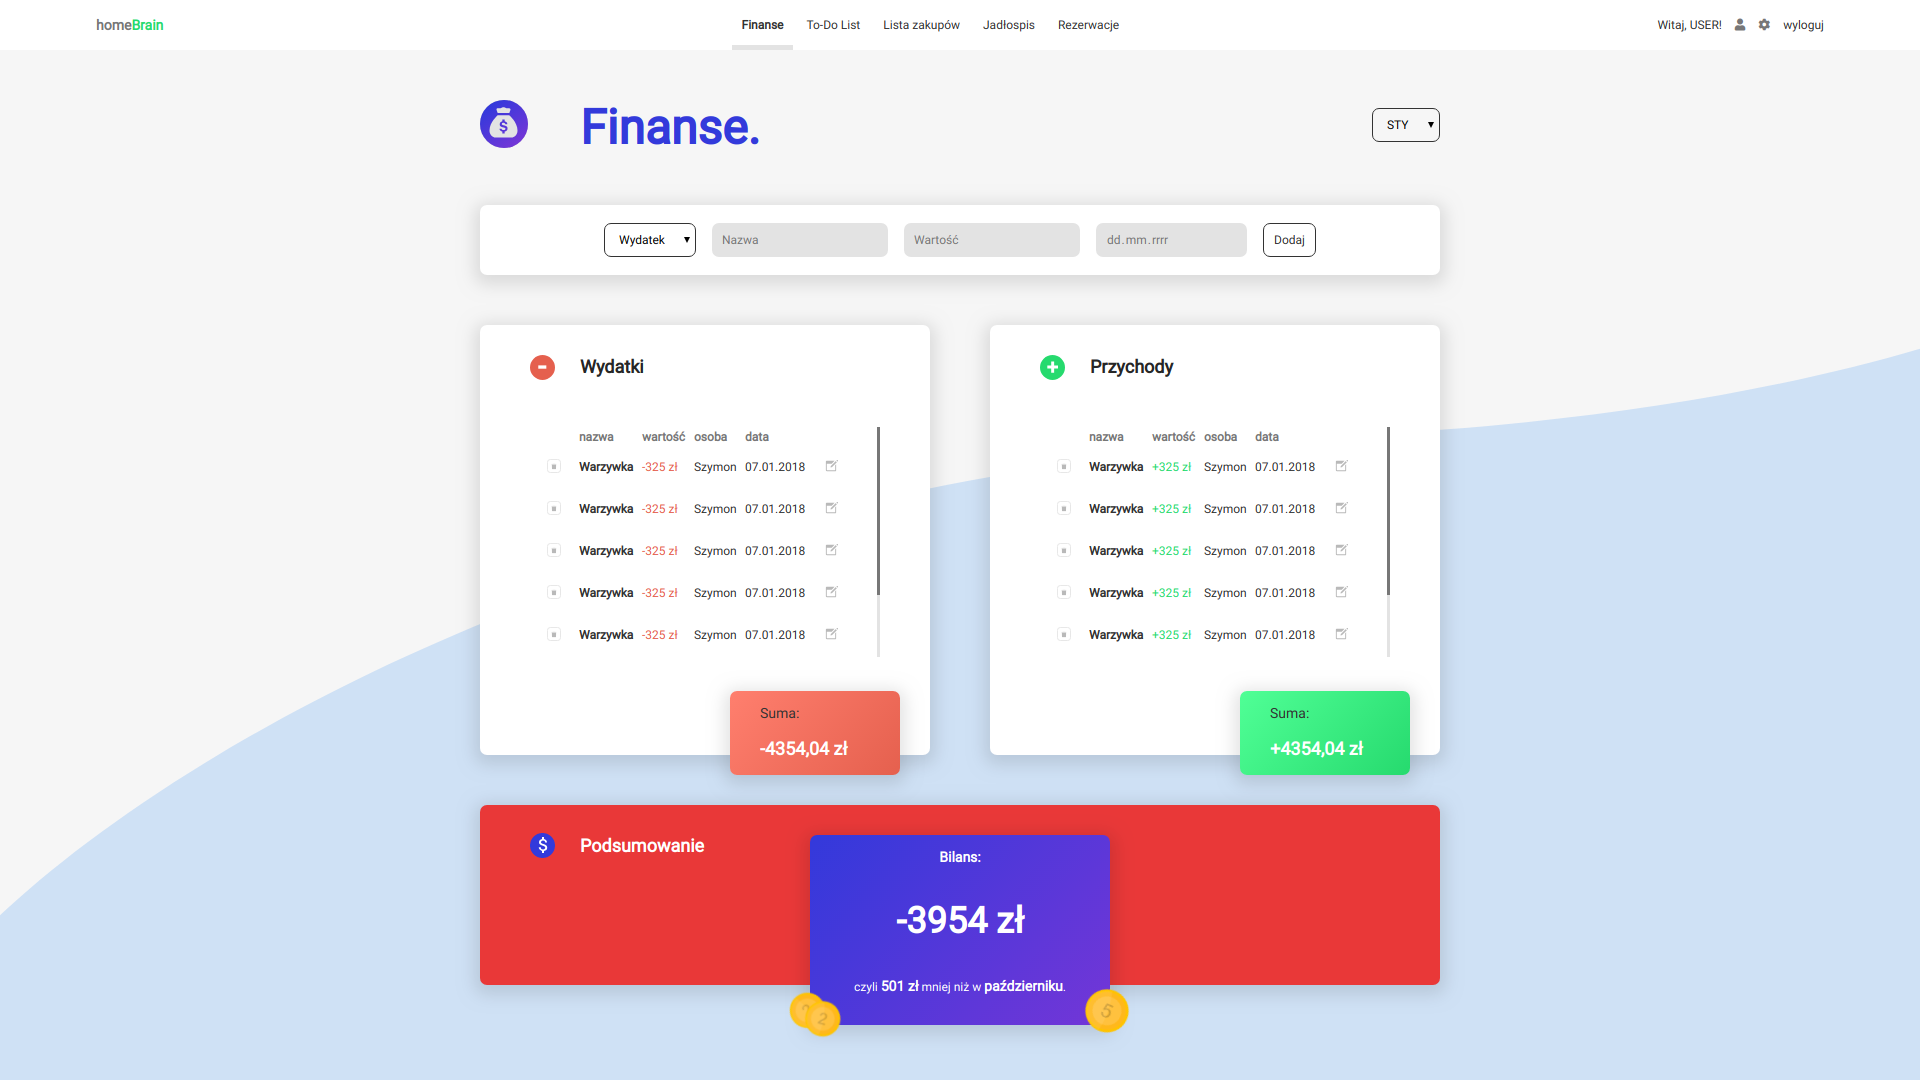 homeBrain
Finanse To-Do List Lista zakupów Jadłospis Rezerwacje
Witaj, USER! wyloguj
Finanse.
STY
Wydatek Nazwa Wartość dd.mm.rrrr Dodaj
Wydatki
nazwa wartość osoba data
Warzywka -325 zł Szymon 07.01.2018
Warzywka -325 zł Szymon 07.01.2018
Warzywka -325 zł Szymon 07.01.2018
Warzywka -325 zł Szymon 07.01.2018
Warzywka -325 zł Szymon 07.01.2018
Suma:
-4354,04 zł
Przychody
nazwa wartość osoba data
Warzywka +325 zł Szymon 07.01.2018
Warzywka +325 zł Szymon 07.01.2018
Warzywka +325 zł Szymon 07.01.2018
Warzywka +325 zł Szymon 07.01.2018
Warzywka +325 zł Szymon 07.01.2018
Suma:
+4354,04 zł
$ Podsumowanie
Bilans:
-3954 zł
czyli 501 zł mniej niż w październiku.
2
5